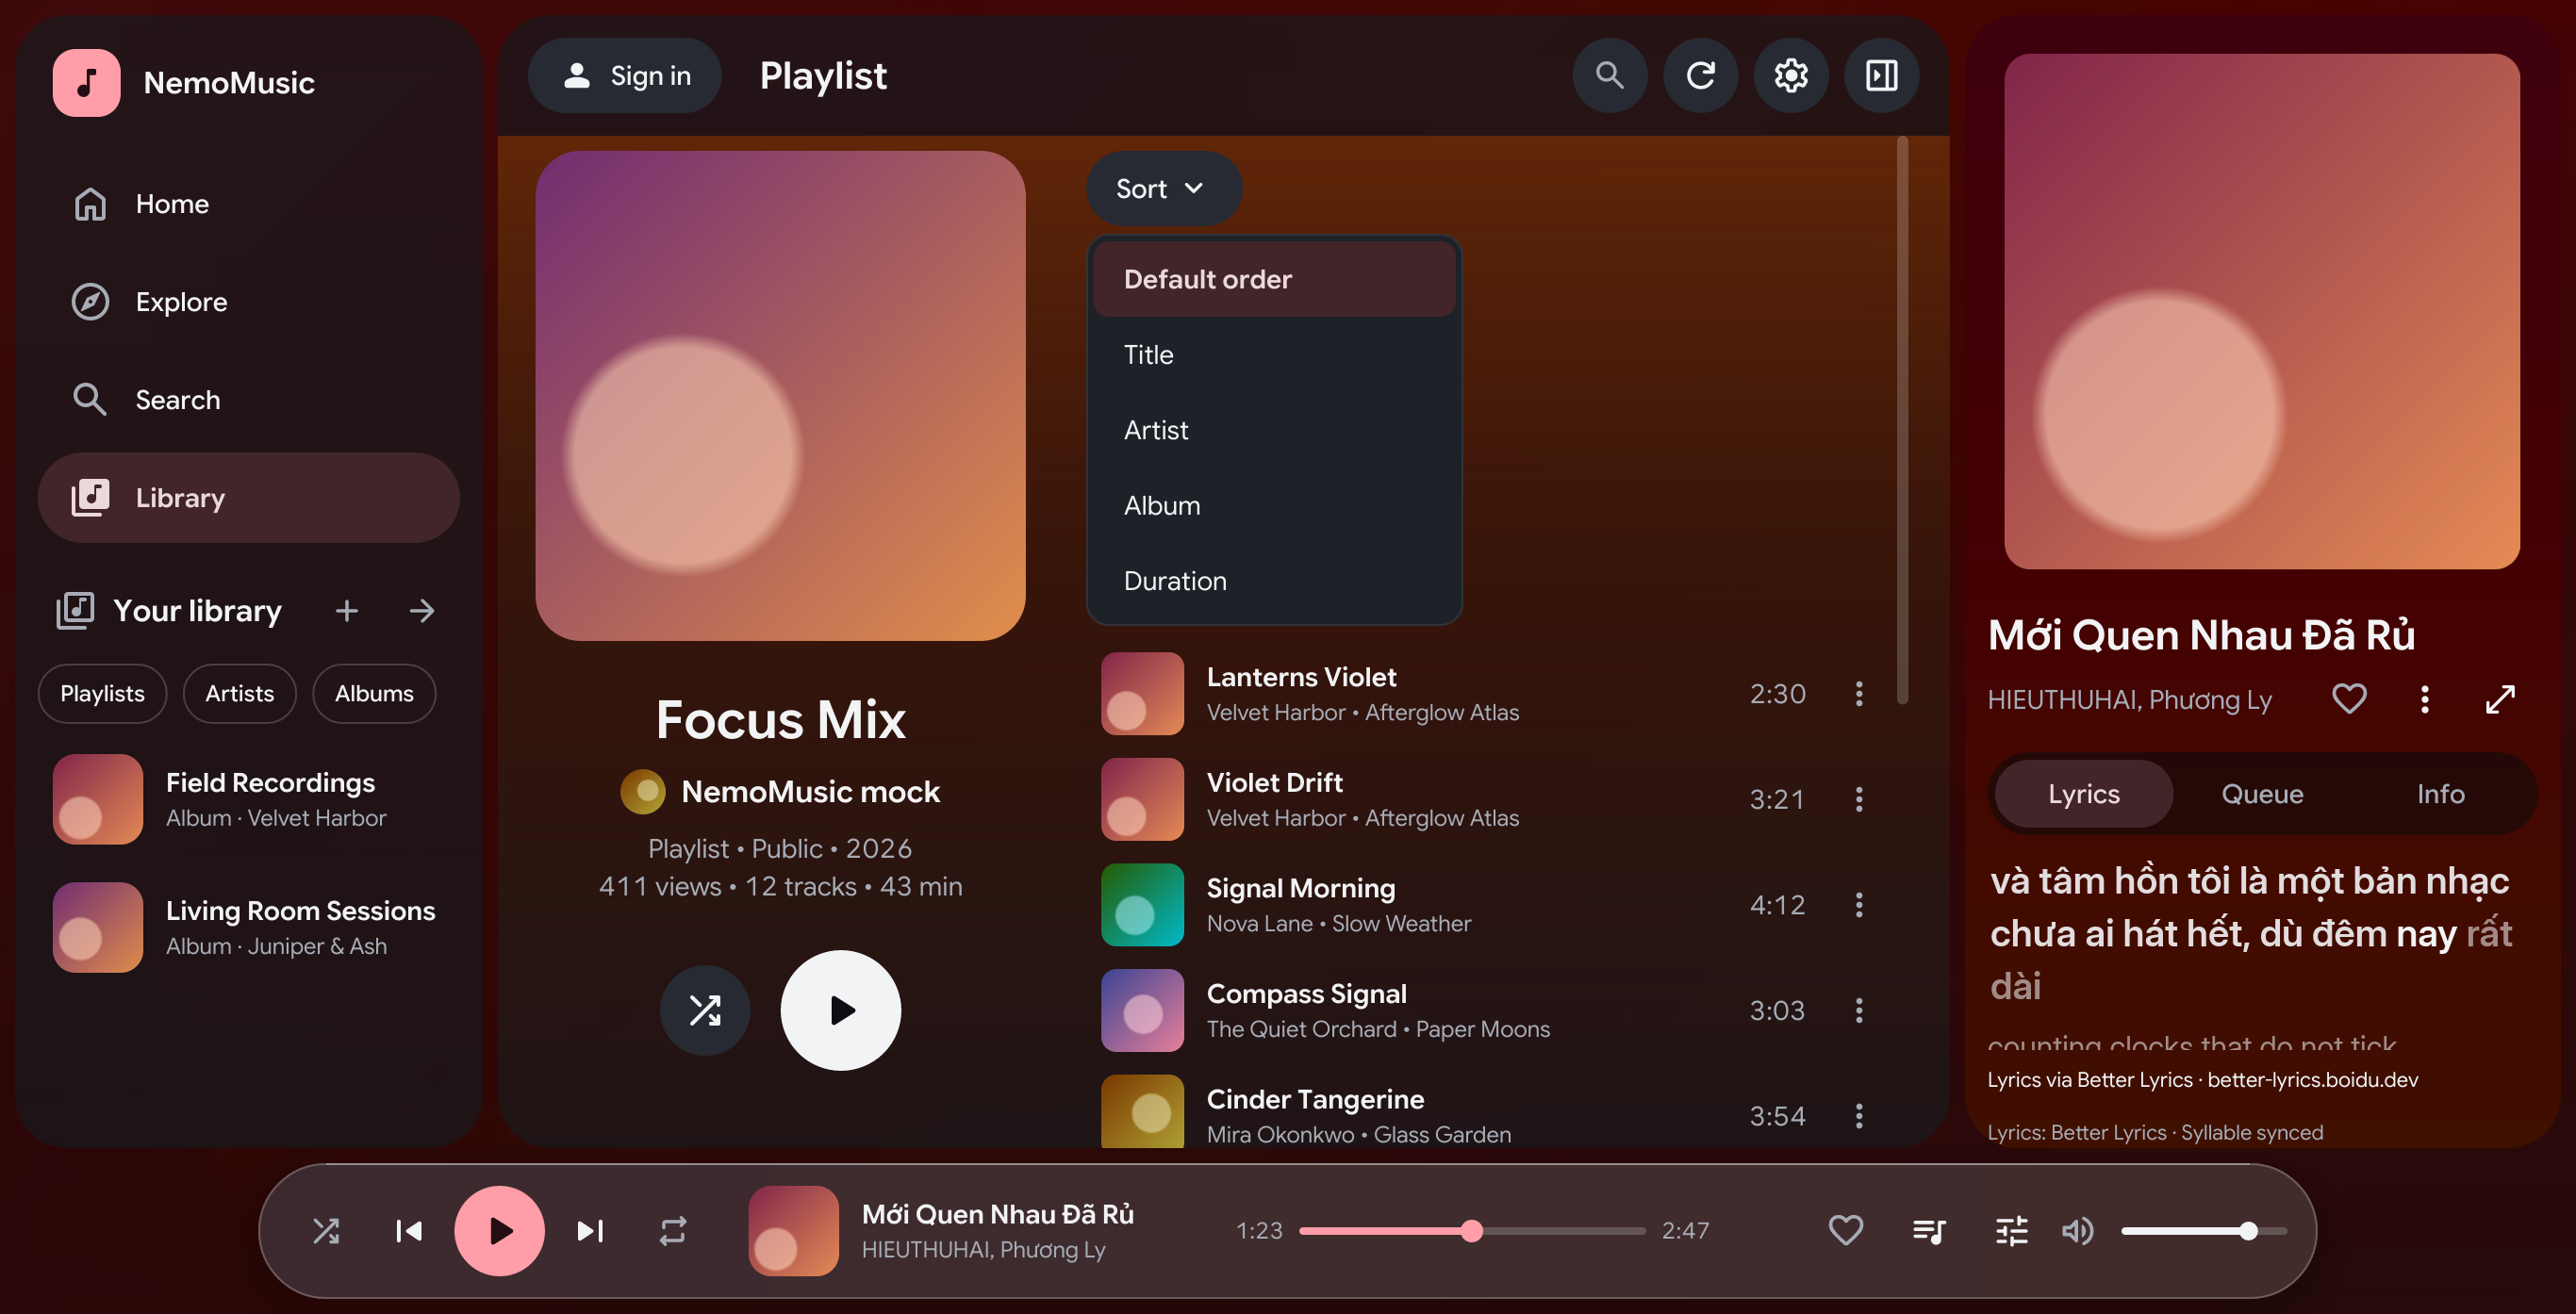 NemoMusic
Home
Explore
Search
Library
Your library
Playlists
Artists
Albums
Field Recordings
Album · Velvet Harbor
Living Room Sessions
Album · Juniper & Ash
Sign in
Playlist
Focus Mix
NemoMusic mock
Playlist • Public • 2026
411 views • 12 tracks • 43 min
Sort
Default order
Title
Artist
Album
Duration
Lanterns Violet
Velvet Harbor • Afterglow Atlas
2:30
Violet Drift
Velvet Harbor • Afterglow Atlas
3:21
Signal Morning
Nova Lane • Slow Weather
4:12
Compass Signal
The Quiet Orchard • Paper Moons
3:03
Cinder Tangerine
Mira Okonkwo • Glass Garden
3:54
Mới Quen Nhau Đã Rủ
HIEUTHUHAI, Phương Ly
Lyrics
Queue
Info
và tâm hồn tôi là một bản nhạc
chưa ai hát hết, dù đêm nay rất
dài
counting clocks that do not tick
Lyrics via Better Lyrics · better-lyrics.boidu.dev
Lyrics: Better Lyrics · Syllable synced
Mới Quen Nhau Đã Rủ
HIEUTHUHAI, Phương Ly
1:23
2:47